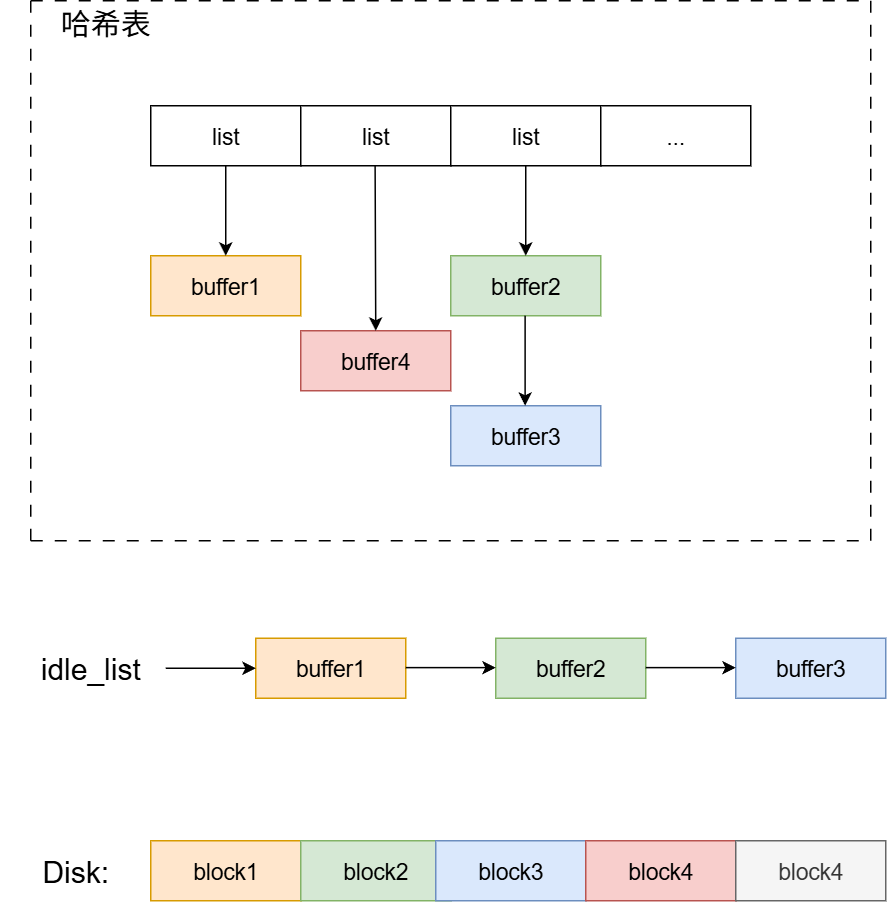 哈希表
list list list ...
buffer1 buffer2
buffer4
buffer3
idle_list buffer1 buffer2 buffer3
Disk: block1 block2 block3 block4 block4